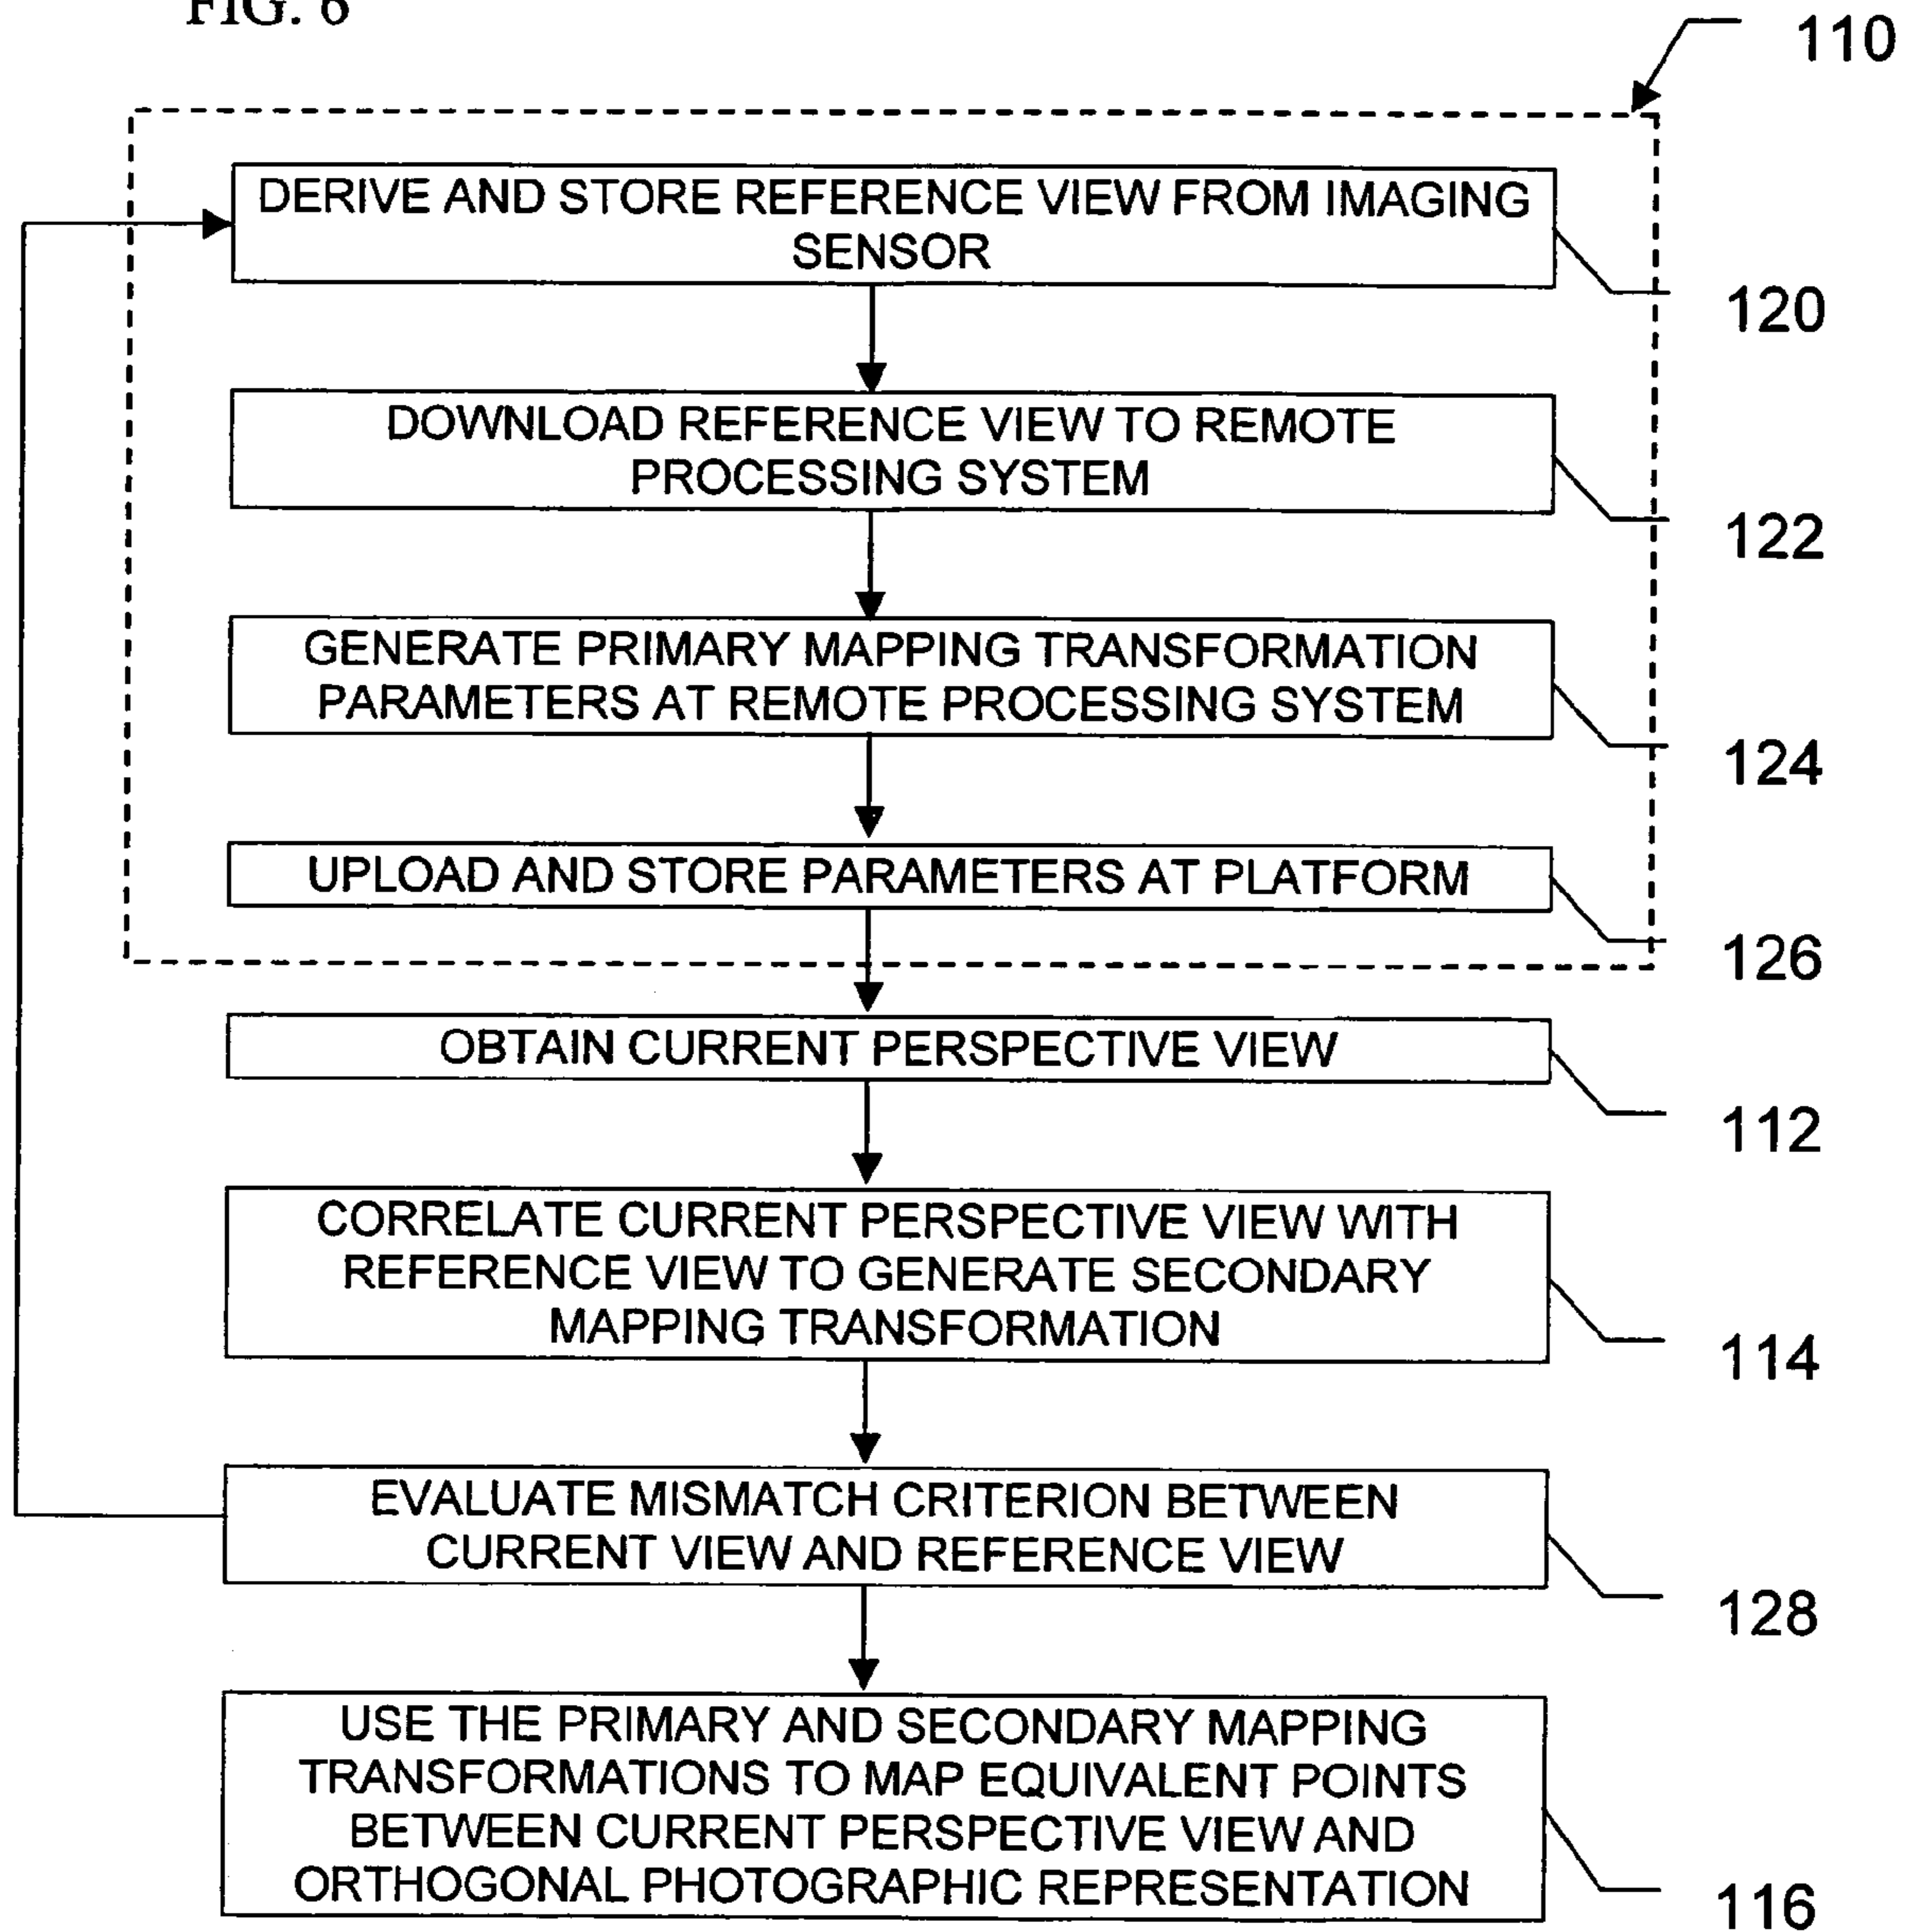 FIG. 6
110
DERIVE AND STORE REFERENCE VIEW FROM IMAGING
SENSOR
120
DOWNLOAD REFERENCE VIEW TO REMOTE
PROCESSING SYSTEM
122
GENERATE PRIMARY MAPPING TRANSFORMATION
PARAMETERS AT REMOTE PROCESSING SYSTEM
124
UPLOAD AND STORE PARAMETERS AT PLATFORM
126
OBTAIN CURRENT PERSPECTIVE VIEW
112
CORRELATE CURRENT PERSPECTIVE VIEW WITH
REFERENCE VIEW TO GENERATE SECONDARY
MAPPING TRANSFORMATION
114
EVALUATE MISMATCH CRITERION BETWEEN
CURRENT VIEW AND REFERENCE VIEW
128
USE THE PRIMARY AND SECONDARY MAPPING
TRANSFORMATIONS TO MAP EQUIVALENT POINTS
BETWEEN CURRENT PERSPECTIVE VIEW AND
ORTHOGONAL PHOTOGRAPHIC REPRESENTATION
116